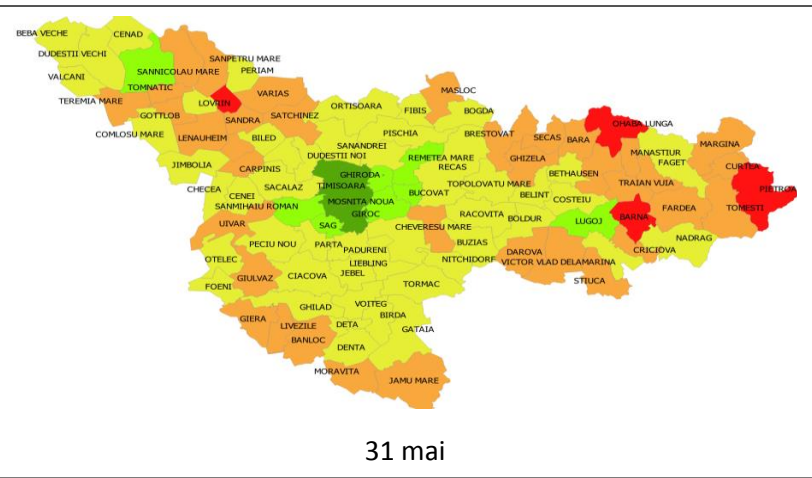 BEBA VECHE
CENAD
DUDESTII VECHI
SANPETRU MARE
VALCANI
SANNICOLAU MARE
PERIAM
TOMNATIC
TEREMIA MARE
LOVRIN
VARIAS
GOTTLOB
SANDRA
SATCHINEZ
ORTISOARA
FIBIS
MASLOC
BOGDA
COMLOSU MARE
LENAUHEIM
BILED
PISCHIA
BRESTOVAT
SECAS
BARA
OHABA LUNGA
SANANDREI
DUDESTII NOI
REMETEA MARE
GHIZELA
MANASTIUR
MARGINA
JIMBOLIA
CARPINIS
GHIRODA
RECAS
BETHAUSEN
FAGET
CURTEA
CHECEA
CENEI
SACALAZ
TIMISOARA
BUCOVAT
TOPOLOVATU MARE
BELINT
COSTEIU
TRAIAN VUIA
PIETROA
SANMIHAIU ROMAN
MOSNITA NOUA
GIROC
RACOVITA
BOLDUR
LUGOJ
BARNA
FARDEA
TOMESTI
UIVAR
SAG
CHEVERESU MARE
PECIU NOU
PARTA
PADURENI
BUZIAS
DAROVA
CRICIOVA
NADRAG
OTELEC
LIEBLING
NITCHIDORF
VICTOR VLAD DELAMARINA
FOENI
GIULVAZ
CIACOVA
JEBEL
TORMAC
STIUCA
GHILAD
VOITEG
BIRDA
GIERA
LIVEZILE
DETA
GATAIA
BANLOC
DENTA
MORAVITA
JAMU MARE
31 mai